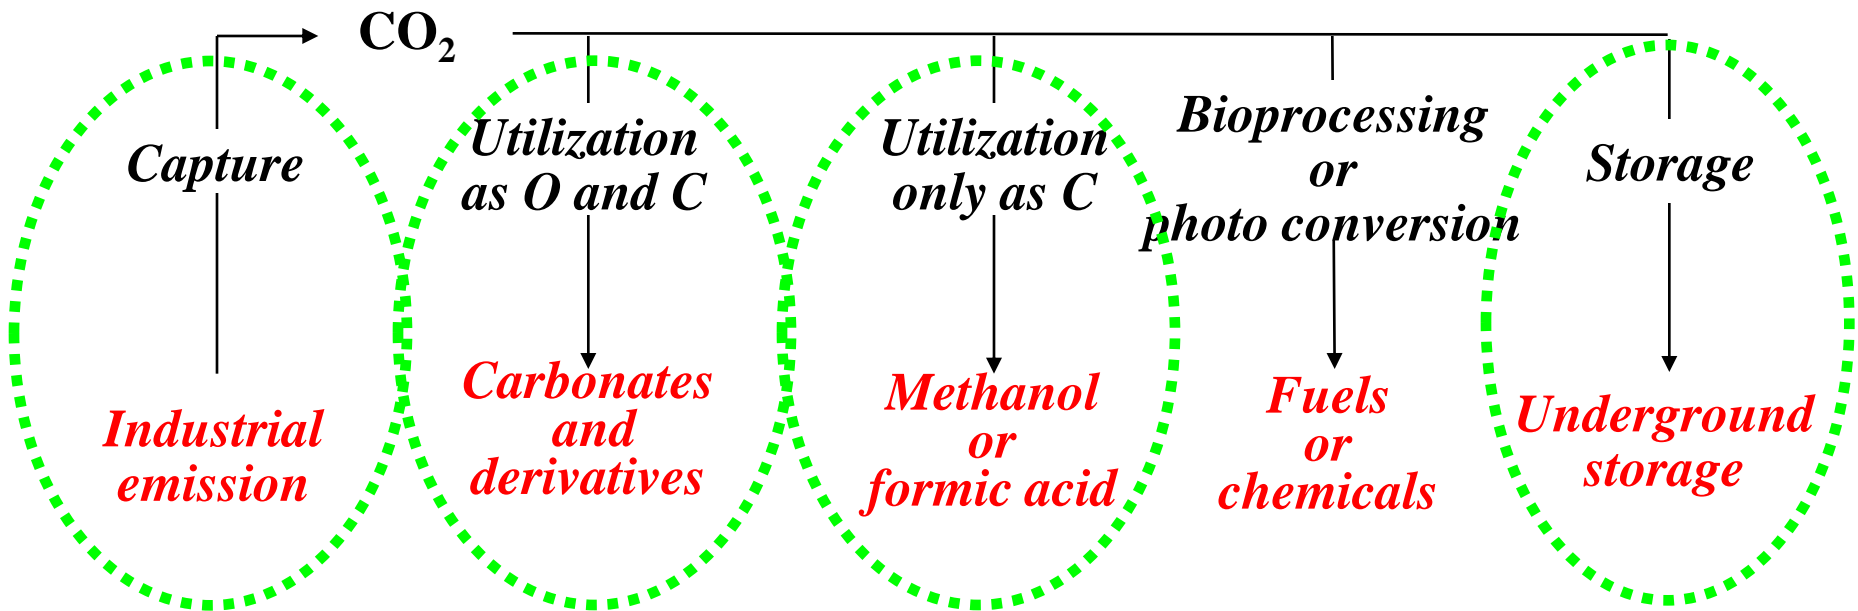 CO₂
Capture
Industrial
emission
Utilization
as O and C
Carbonates
and
derivatives
Utilization
only as C
Methanol
or
formic acid
Bioprocessing
or
photo conversion
Fuels
or
chemicals
Storage
Underground
storage